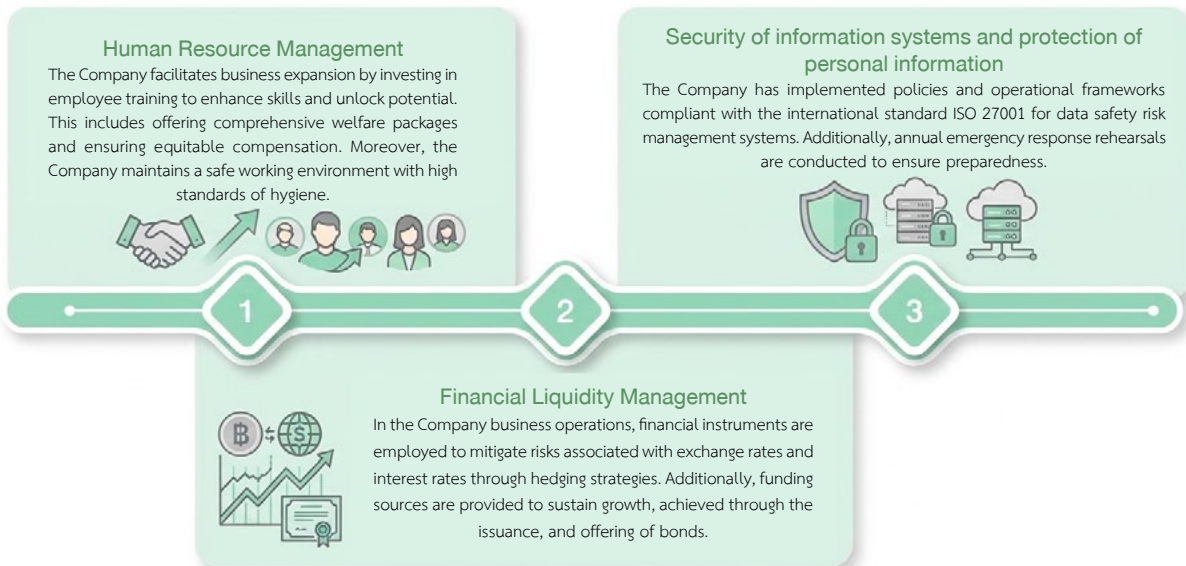 Human Resource Management
The Company facilitates business expansion by investing in
employee training to enhance skills and unlock potential.
This includes offering comprehensive welfare packages
and ensuring equitable compensation. Moreover, the
Company maintains a safe working environment with high
standards of hygiene.
Security of information systems and protection of
personal information
The Company has implemented policies and operational frameworks
compliant with the international standard ISO 27001 for data safety risk
management systems. Additionally, annual emergency response rehearsals
are conducted to ensure preparedness.
1
2
3
฿
$
Financial Liquidity Management
In the Company business operations, financial instruments are
employed to mitigate risks associated with exchange rates and
interest rates through hedging strategies. Additionally, funding
sources are provided to sustain growth, achieved through the
issuance, and offering of bonds.